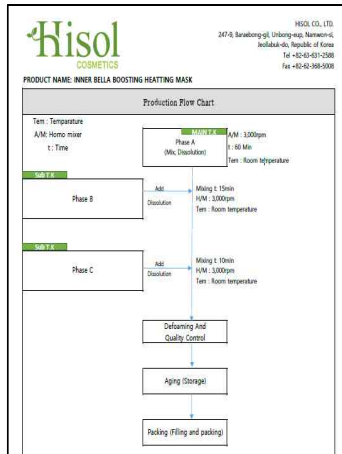 Hisol
COSMETICS
HISOL CO., LTD.
247-9, Baraebong-gil, Unbong-eup, Namwon-si,
Jeollabuk-do, Republic of Korea
Tel +82-63-631-2588
Fax +82-62-368-5008
PRODUCT NAME: INNER BELLA BOOSTING HEATTING MASK
Production Flow Chart
Tem : Temparature
A/M: Homo mixer
t : Time
MAIN T.K
Phase A
(Mix, Dissolution)
A/M : 3,000rpm
t : 60 Min
Tem : Room temperature
Sub T.K
Phase B
Add
Dissolution
Mixing t: 15min
H/M : 3,000rpm
Tem : Room temperature
Sub T.K
Phase C
Add
Dissolution
Mixing t: 10min
H/M : 3,000rpm
Tem : Room temperature
Defoaming And
Quality Control
Aging (Storage)
Packing (Filling and packing)